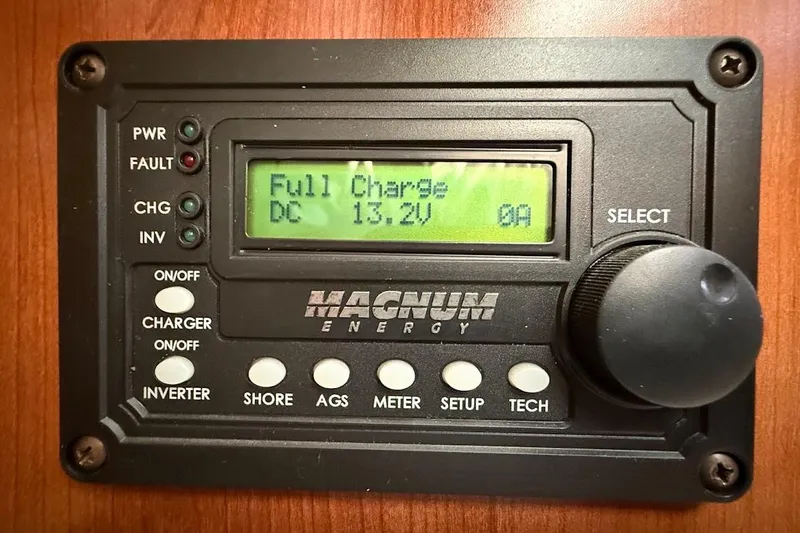 PWR
FAULT
CHG
INV
Full Charge
DC 13.2V 0A
SELECT
ON/OFF
CHARGER
ON/OFF
INVERTER
MAGNUM
ENERGY
SHORE AGS METER SETUP TECH